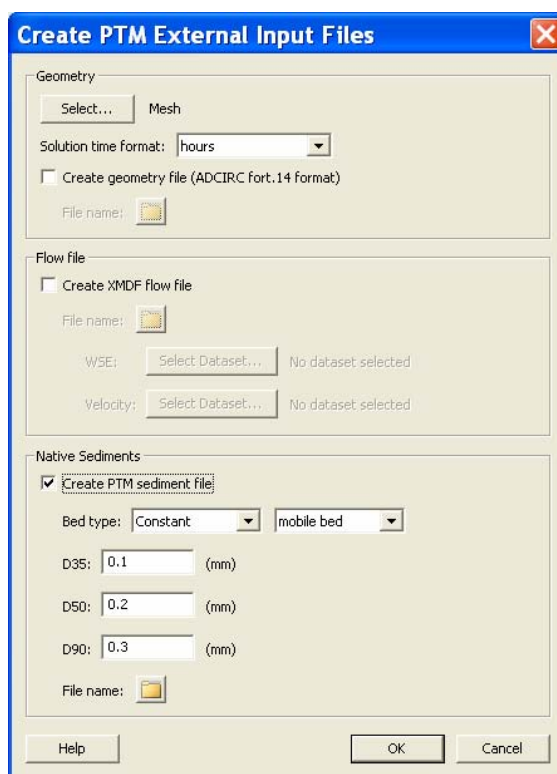 Create PTM External Input Files
Geometry
Select... Mesh
Solution time format: hours
Create geometry file (ADCIRC fort.14 format)
File name:
Flow file
Create XMDF flow file
File name:
WSE: Select Dataset... No dataset selected
Velocity: Select Dataset... No dataset selected
Native Sediments
Create PTM sediment file
Bed type: Constant mobile bed
D35: 0.1 (mm)
D50: 0.2 (mm)
D90: 0.3 (mm)
File name:
Help OK Cancel